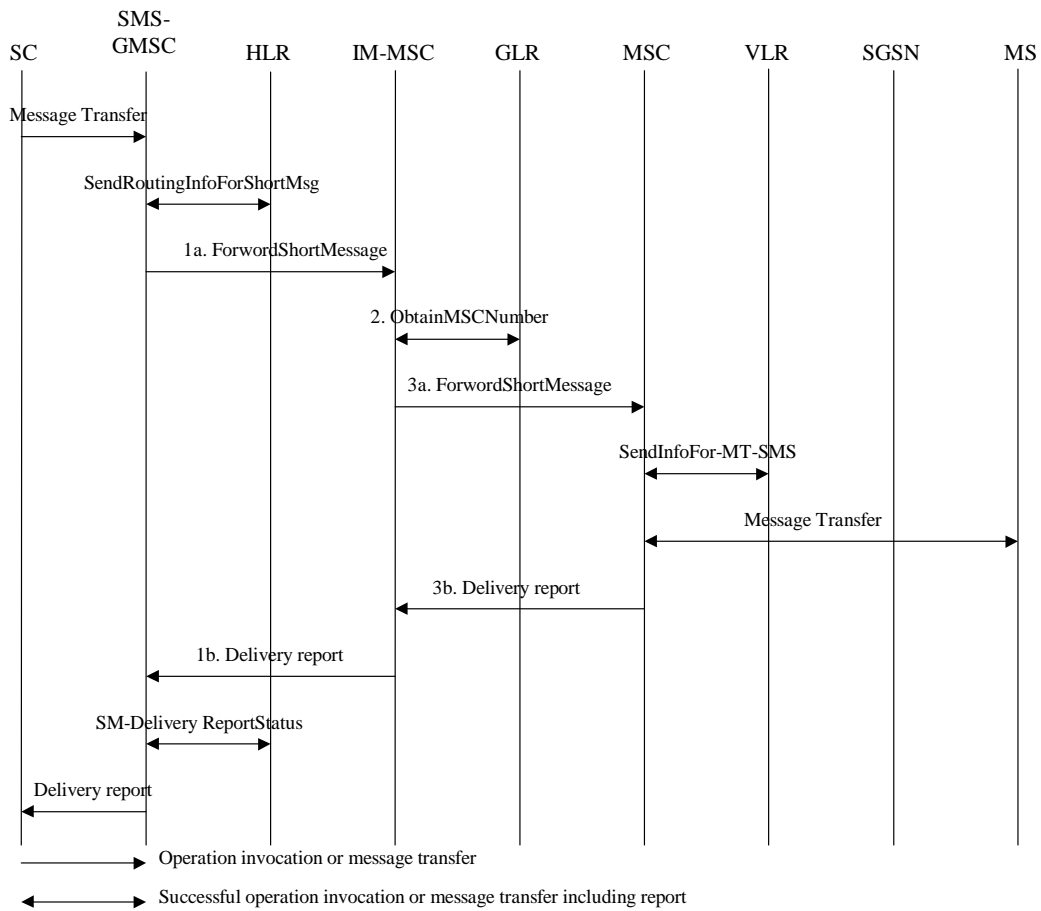 SMS-
GMSC
SC
HLR
IM-MSC
GLR
MSC
VLR
SGSN
MS
Message Transfer
SendRoutingInfoForShortMsg
1a. ForwordShortMessage
2. ObtainMSCNumber
3a. ForwordShortMessage
SendInfoFor-MT-SMS
Message Transfer
3b. Delivery report
1b. Delivery report
SM-Delivery ReportStatus
Delivery report
Operation invocation or message transfer
Successful operation invocation or message transfer including report